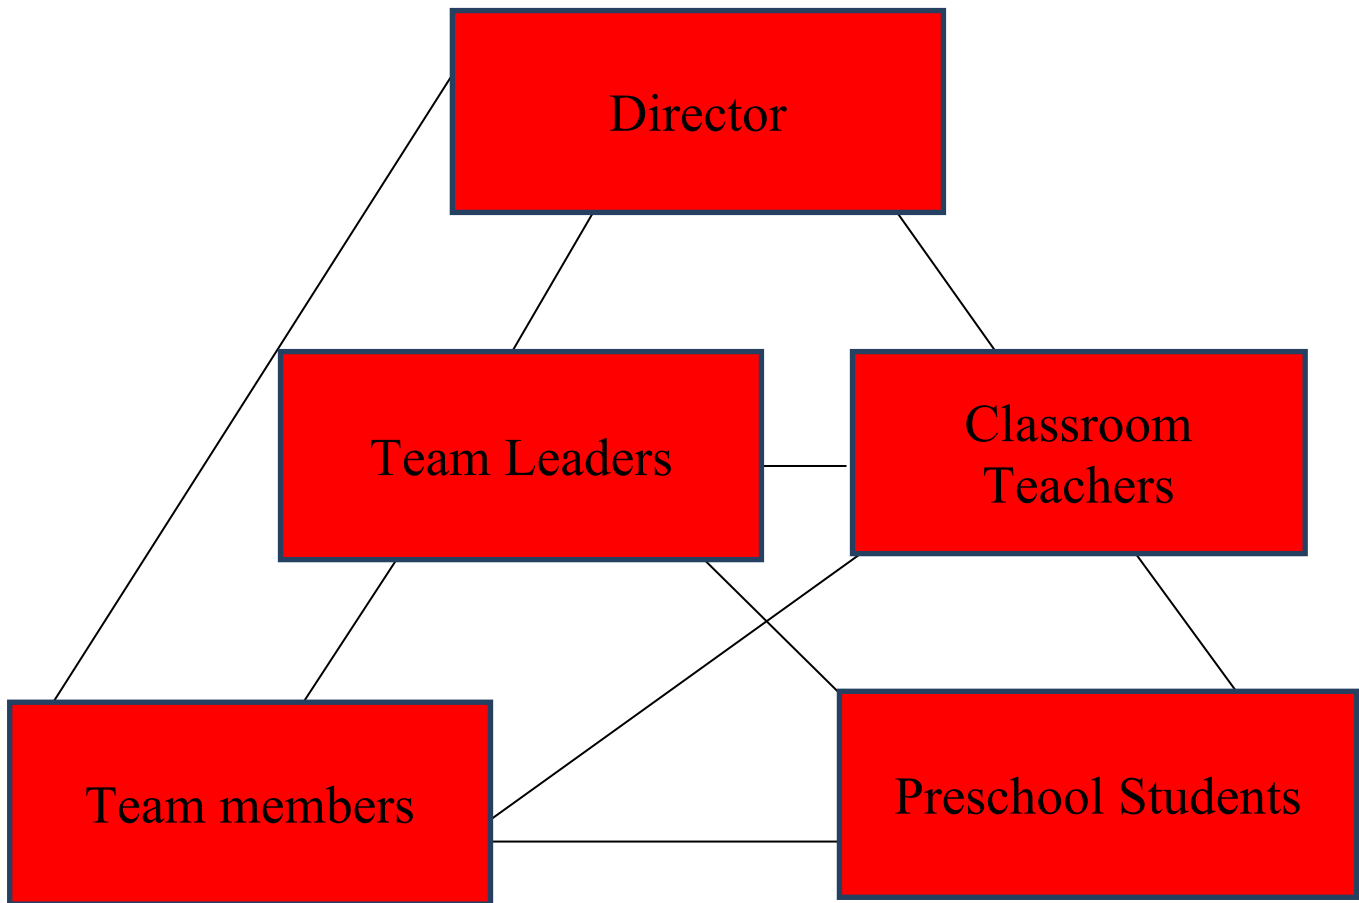 Director
Team Leaders
Classroom
Teachers
Team members
Preschool Students